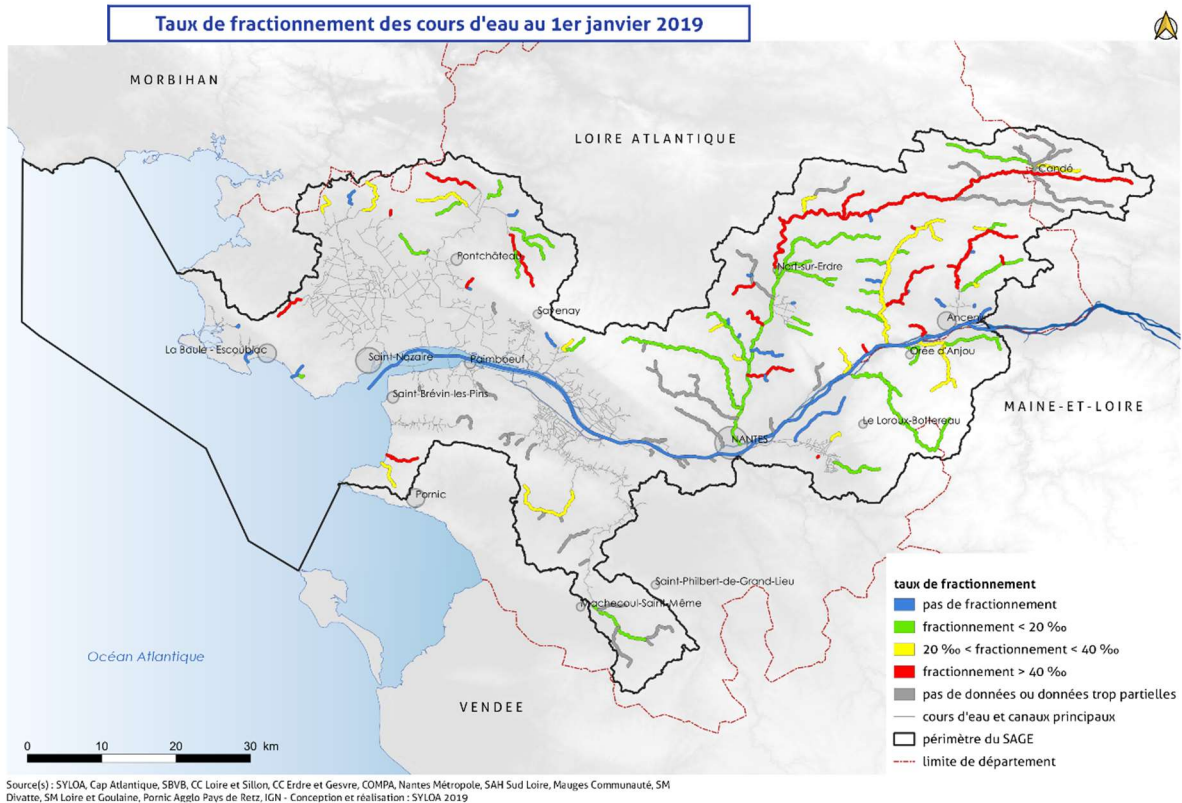 Taux de fractionnement des cours d'eau au 1er janvier 2019
MORBIHAN
LOIRE ATLANTIQUE
Candé
Pontchâteau
Nort-sur-Erdre
Savenay
Ancenis
La Baule - Escoublac
Saint-Nazaire
Paimboeuf
Orée d'Anjou
Saint-Brévin-les-Pins
MAINE-ET-LOIRE
Le Loroux-Bottereau
NANTES
Pornic
Saint-Philbert-de-Grand-Lieu
Machecoul-Saint-Même
Océan Atlantique
VENDEE
taux de fractionnement
pas de fractionnement
fractionnement < 20 ‰
20 ‰ < fractionnement < 40 ‰
fractionnement > 40 ‰
pas de données ou données trop partielles
cours d'eau et canaux principaux
périmètre du SAGE
limite de département
0 10 20 30 km
Source(s) : SYLOA, Cap Atlantique, SBVB, CC Loire et Sillon, CC Erdre et Gesvre, COMPA, Nantes Métropole, SAH Sud Loire, Mauges Communauté, SM
Divatte, SM Loire et Goulaine, Pornic Agglo Pays de Retz, IGN - Conception et réalisation : SYLOA 2019